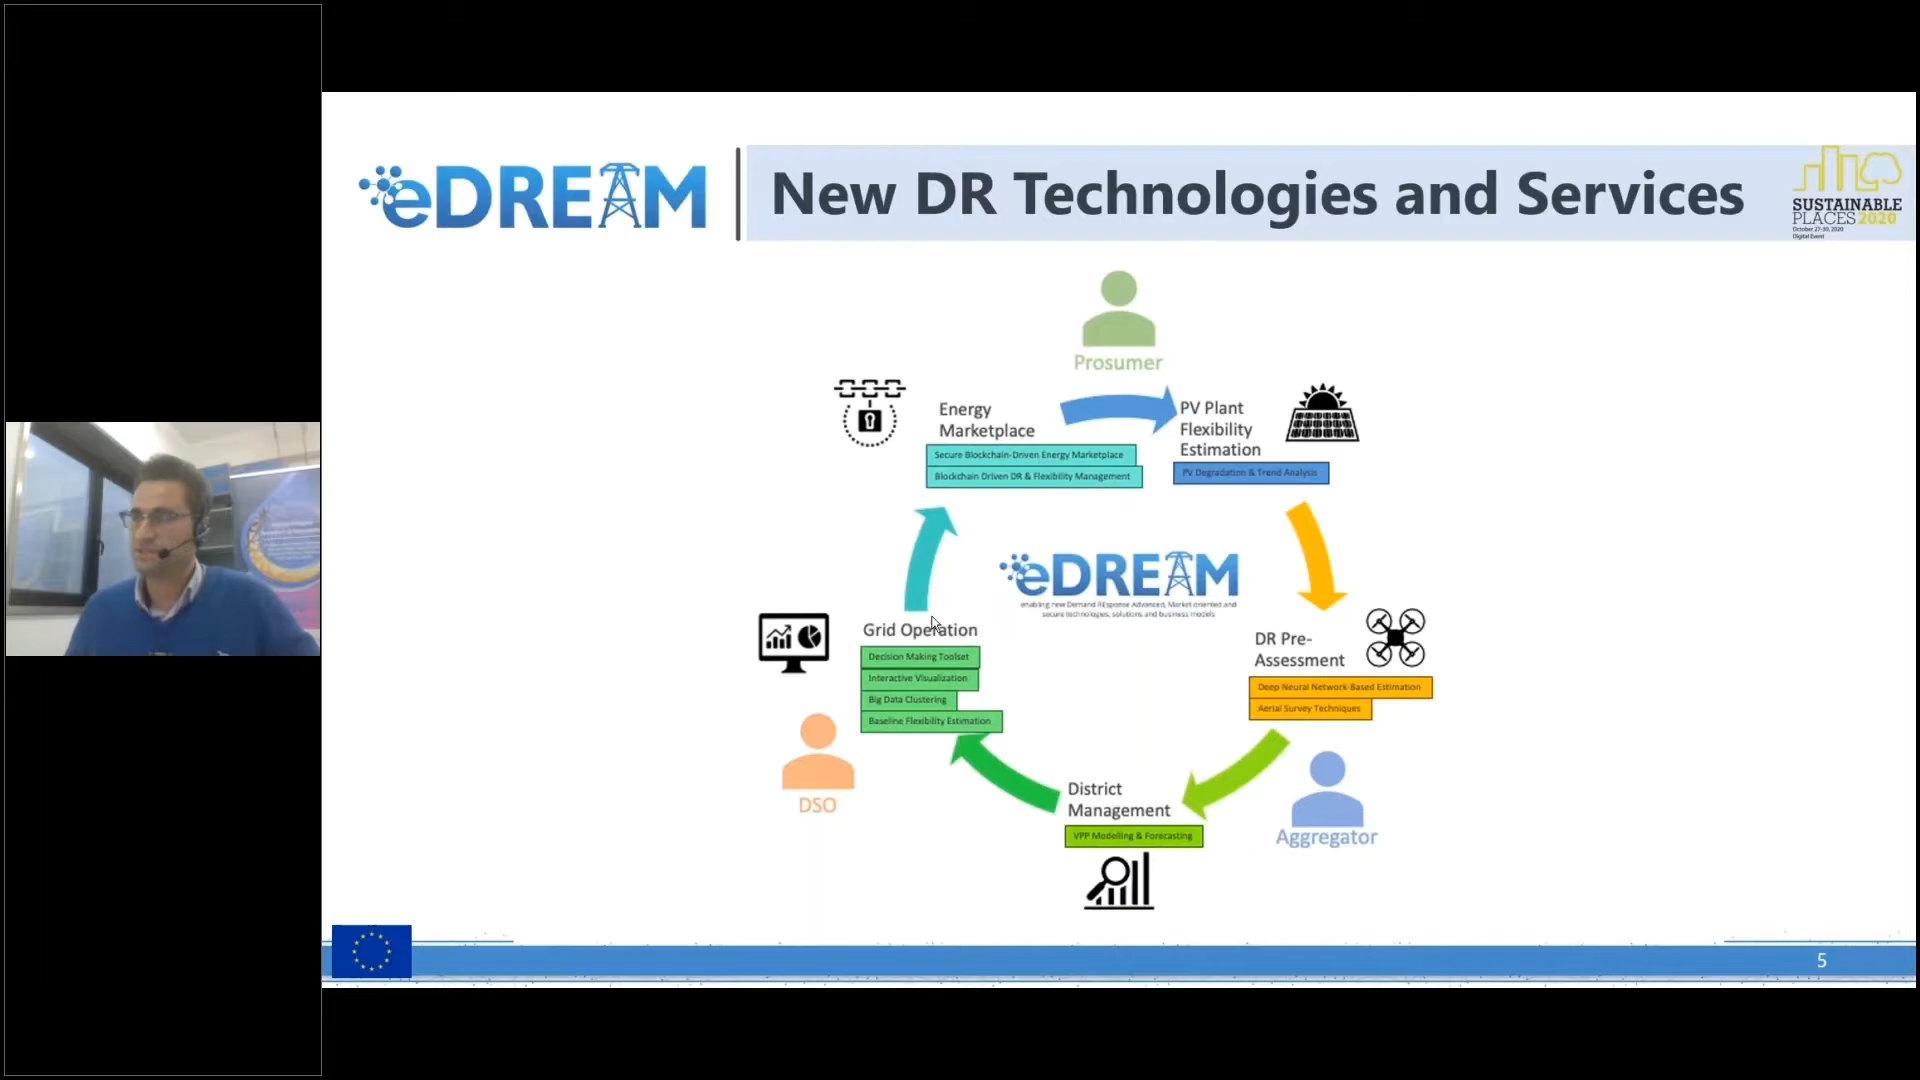 eDREAM
New DR Technologies and Services
SUSTAINABLE
PLACES 2020
October 27-30, 2020
Digital Event
Prosumer
Energy
Marketplace
Secure Blockchain-Driven Energy Marketplace
Blockchain Driven DR & Flexibility Management
PV Plant
Flexibility
Estimation
PV Degradation & Trend Analysis
eDREAM
enabling new Demand REsponse Advanced, Market oriented and
secure technologies, solutions and business models
Grid Operation
Decision Making Toolset
Interactive Visualization
Big Data Clustering
Baseline Flexibility Estimation
DR Pre-
Assessment
Deep Neural Network-Based Estimation
Aerial Survey Techniques
DSO
District
Management
VPP Modelling & Forecasting
Aggregator
5